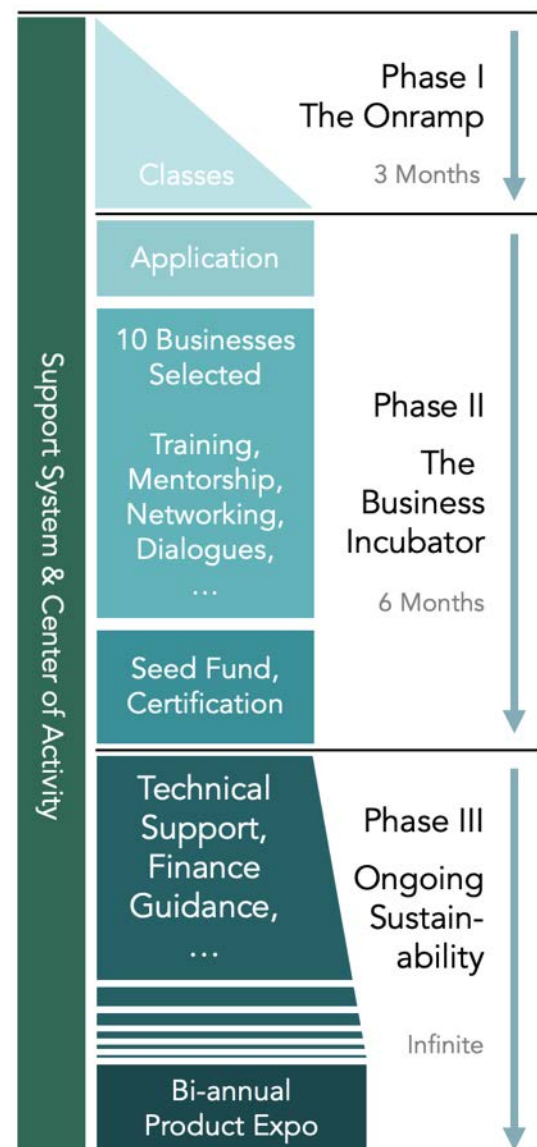 Support System & Center of Activity
Phase I
The Onramp
3 Months
Classes
Application
10 Businesses
Selected
Training,
Mentorship,
Networking,
Dialogues,
...
Seed Fund,
Certification
Phase II
The
Business
Incubator
6 Months
Technical
Support,
Finance
Guidance,
...
Phase III
Ongoing
Sustain-
ability
Infinite
Bi-annual
Product Expo